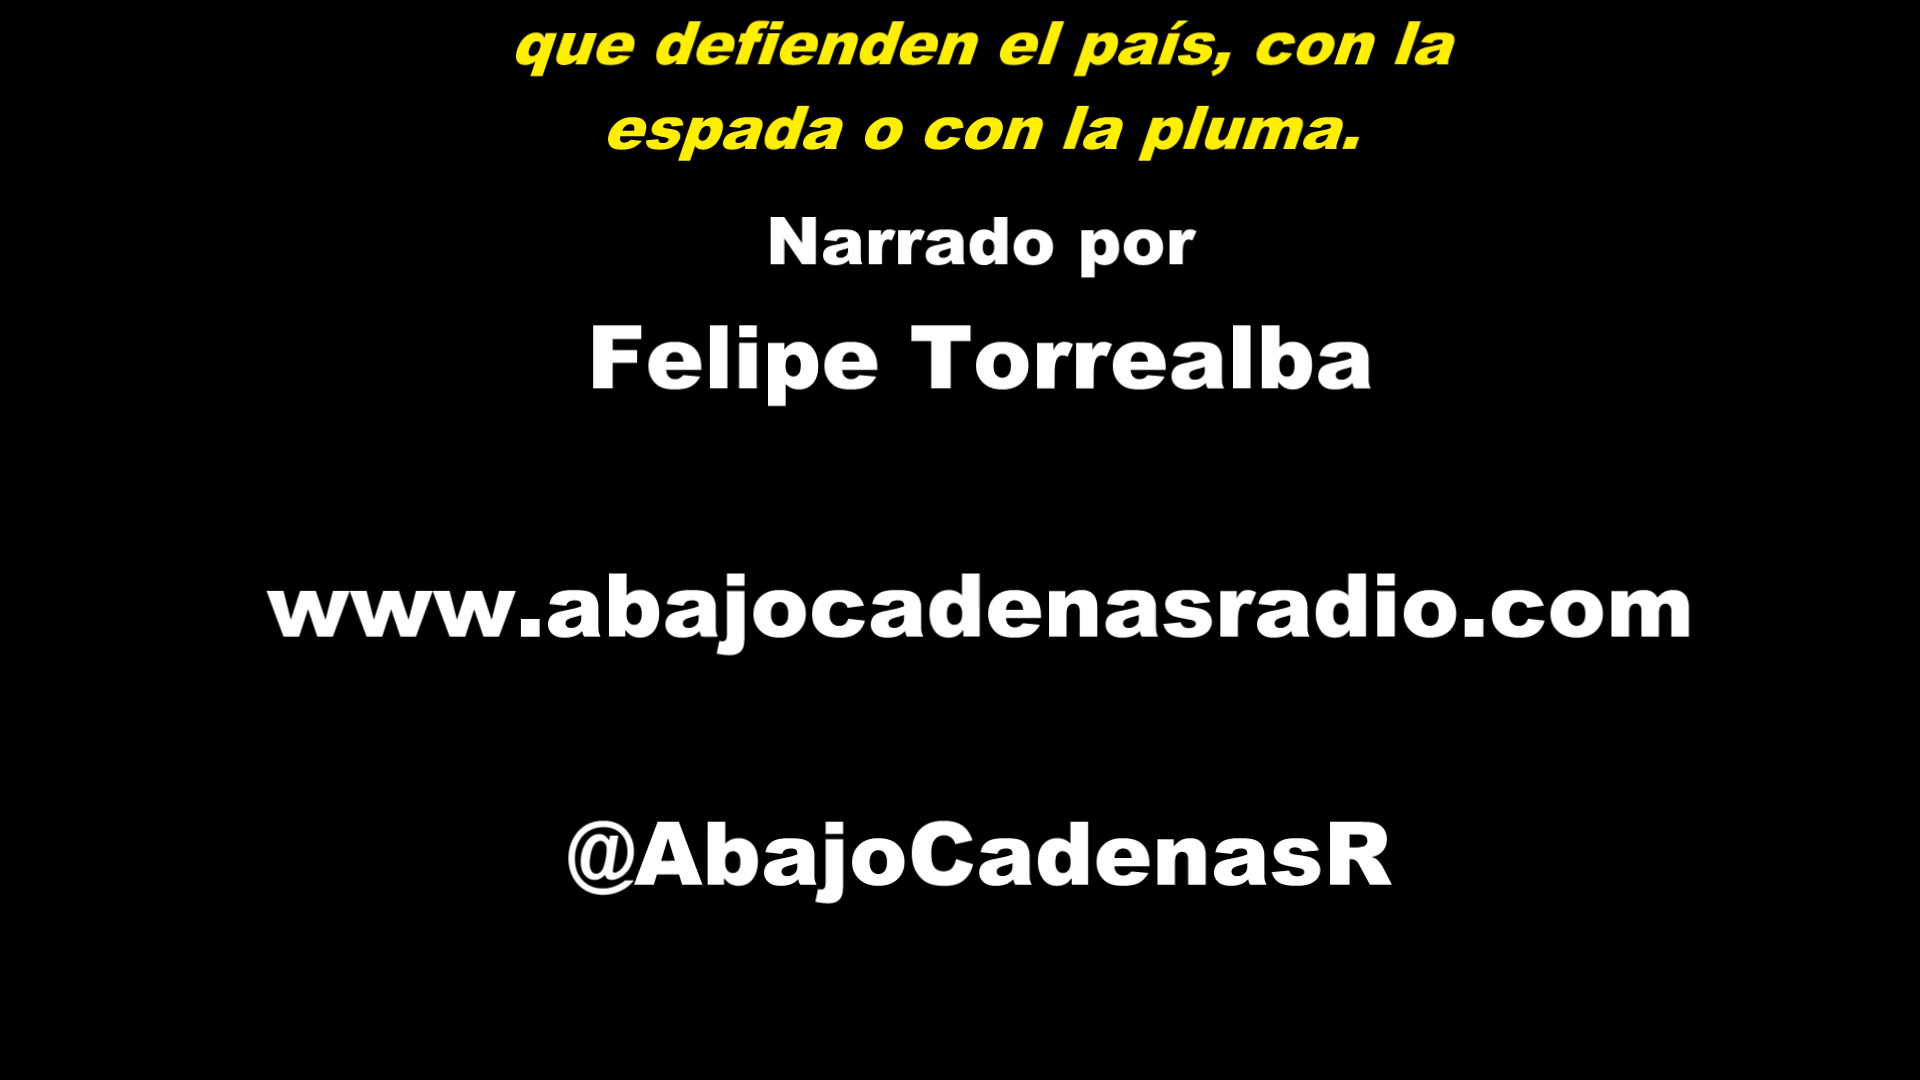 que defienden el país, con la
espada o con la pluma.
Narrado por
Felipe Torrealba
www.abajocadenasradio.com
@AbajoCadenasR